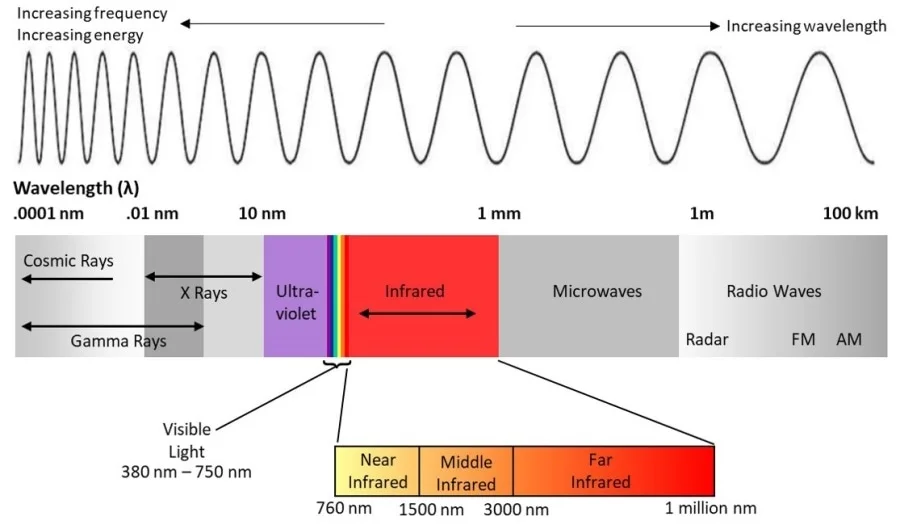 Increasing frequency
Increasing energy
Increasing wavelength
Wavelength (λ)
.0001 nm .01 nm 10 nm 1 mm 1m 100 km
Cosmic Rays
X Rays
Gamma Rays
Ultra-
violet
Infrared
Microwaves
Radio Waves
Radar FM AM
Visible
Light
380 nm – 750 nm
Near
Infrared
Middle
Infrared
Far
Infrared
760 nm 1500 nm 3000 nm 1 million nm